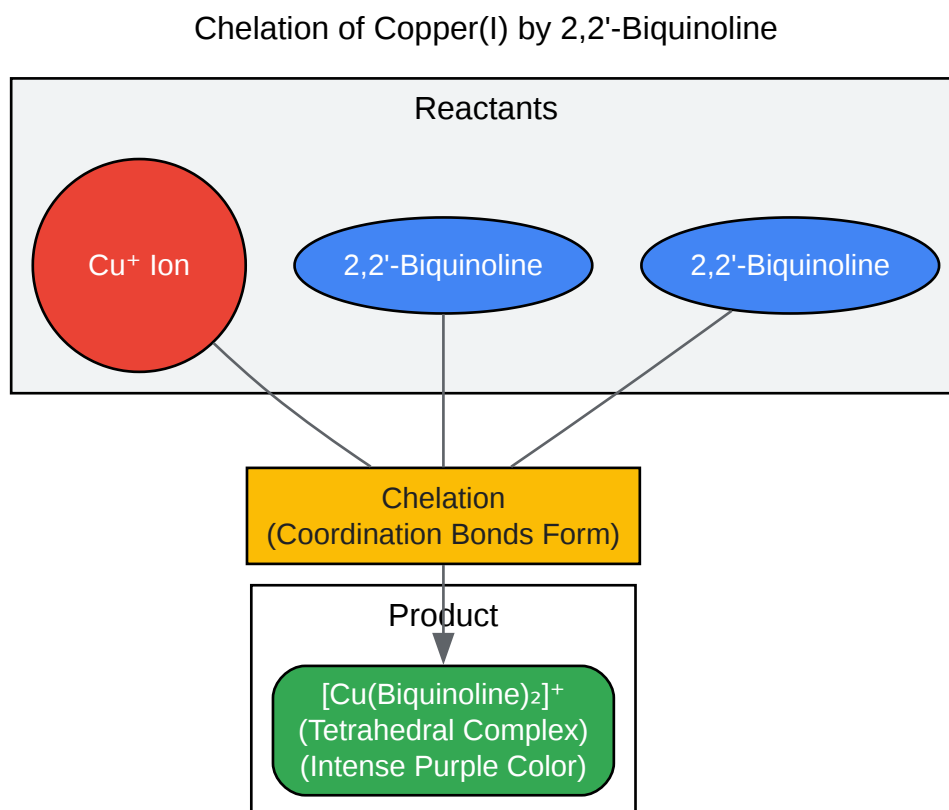 Chelation of Copper(I) by 2,2'-Biquinoline
Reactants
Cu⁺ Ion
2,2'-Biquinoline
2,2'-Biquinoline
Chelation
(Coordination Bonds Form)
Product
[Cu(Biquinoline)₂]⁺
(Tetrahedral Complex)
(Intense Purple Color)